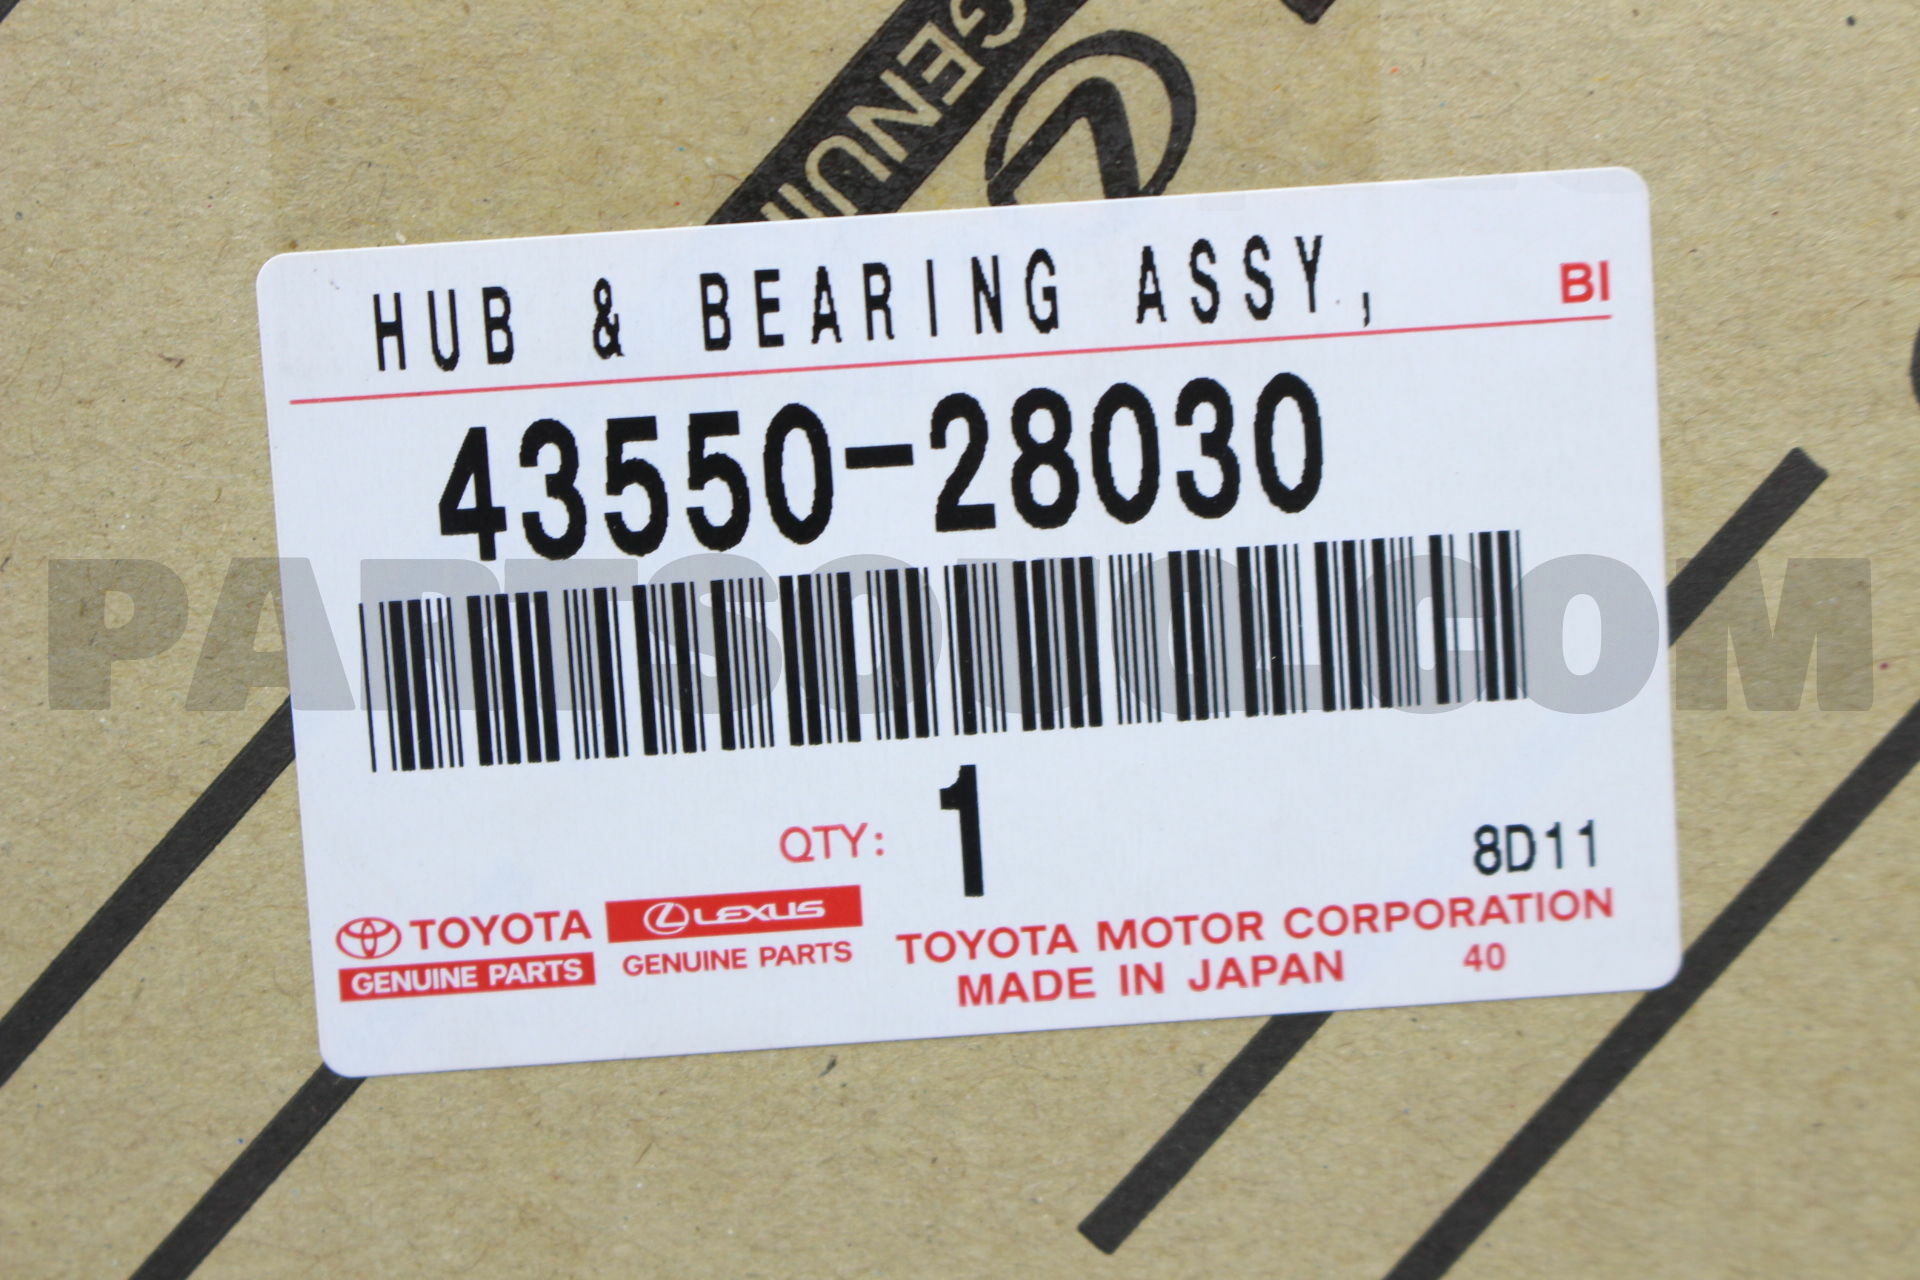 GENUI
HUB & BEARING ASSY,
BI
43550-28030
PARTSOUQ.COM
QTY: 1
8D11
TOYOTA
GENUINE PARTS
LEXUS
GENUINE PARTS
TOYOTA MOTOR CORPORATION
MADE IN JAPAN
40